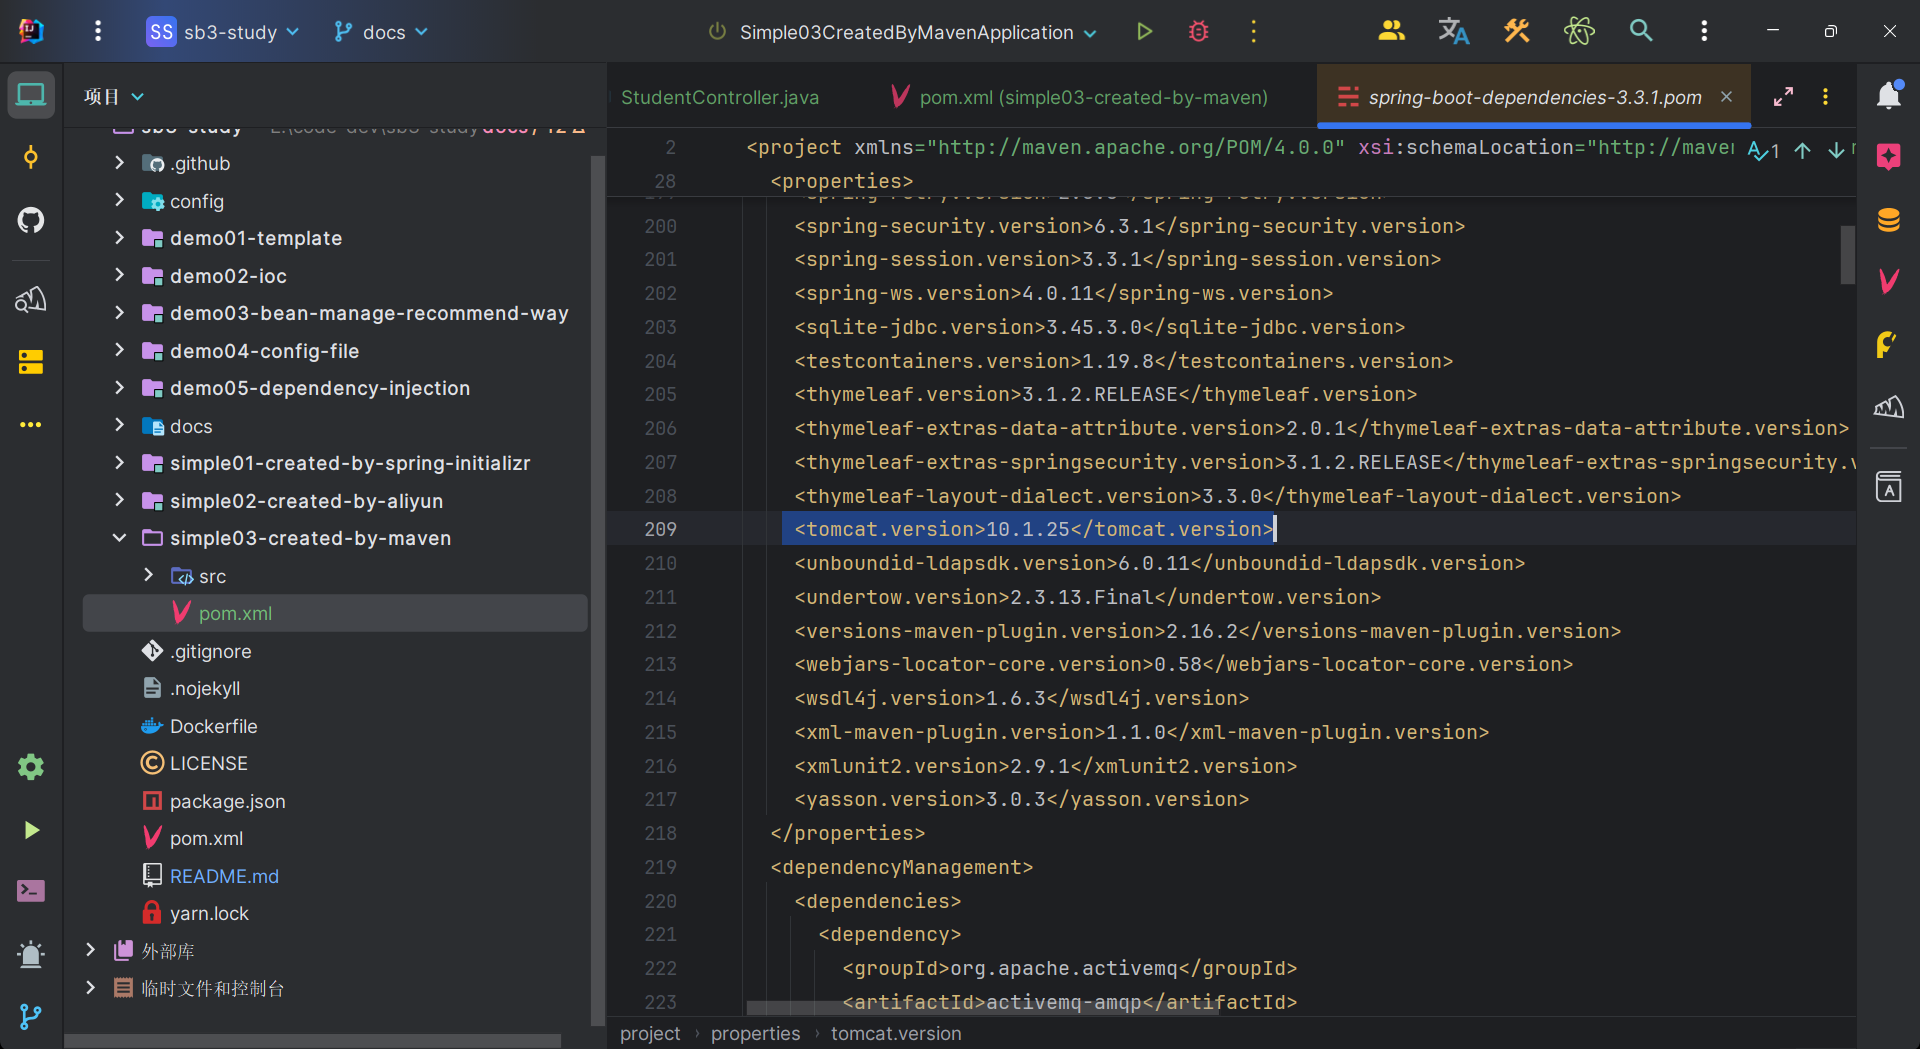 SS sb3-study docs Simple03CreatedByMavenApplication
项目
StudentController.java pom.xml (simple03-created-by-maven) spring-boot-dependencies-3.3.1.pom
sb3-study
.github
config
demo01-template
demo02-ioc
demo03-bean-manage-recommend-way
demo04-config-file
demo05-dependency-injection
docs
simple01-created-by-spring-initializr
simple02-created-by-aliyun
simple03-created-by-maven
src
pom.xml
.gitignore
.nojekyll
Dockerfile
LICENSE
package.json
pom.xml
README.md
yarn.lock
外部库
临时文件和控制台
2 <project xmlns="http://maven.apache.org/POM/4.0.0" xsi:schemaLocation="http://maven
1
28 <properties>
200 <spring-security.version>6.3.1</spring-security.version>
201 <spring-session.version>3.3.1</spring-session.version>
202 <spring-ws.version>4.0.11</spring-ws.version>
203 <sqlite-jdbc.version>3.45.3.0</sqlite-jdbc.version>
204 <testcontainers.version>1.19.8</testcontainers.version>
205 <thymeleaf.version>3.1.2.RELEASE</thymeleaf.version>
206 <thymeleaf-extras-data-attribute.version>2.0.1</thymeleaf-extras-data-attribute.version>
207 <thymeleaf-extras-springsecurity.version>3.1.2.RELEASE</thymeleaf-extras-springsecurity.v
208 <thymeleaf-layout-dialect.version>3.3.0</thymeleaf-layout-dialect.version>
209 <tomcat.version>10.1.25</tomcat.version>
210 <unboundid-ldapsdk.version>6.0.11</unboundid-ldapsdk.version>
211 <undertow.version>2.3.13.Final</undertow.version>
212 <versions-maven-plugin.version>2.16.2</versions-maven-plugin.version>
213 <webjars-locator-core.version>0.58</webjars-locator-core.version>
214 <wsdl4j.version>1.6.3</wsdl4j.version>
215 <xml-maven-plugin.version>1.1.0</xml-maven-plugin.version>
216 <xmlunit2.version>2.9.1</xmlunit2.version>
217 <yasson.version>3.0.3</yasson.version>
218 </properties>
219 <dependencyManagement>
220 <dependencies>
221 <dependency>
222 <groupId>org.apache.activemq</groupId>
223 <artifactId>activemq-amqp</artifactId>
project › properties › tomcat.version